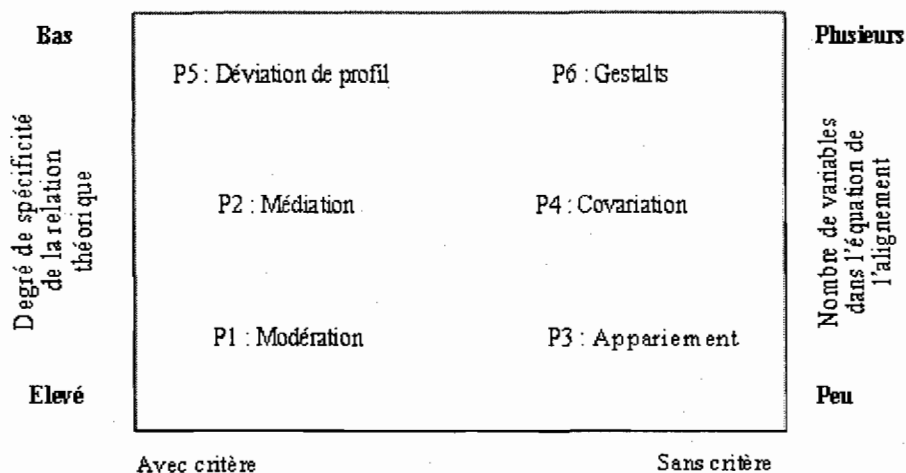 Bas
Plusieurs
P5 : Déviation de profil
P6 : Gestalts
Degré de spécificité
de la relation
théorique
P2 : Médiation
P4 : Covariation
Nombre de variables
dans l'équation de
l'alignement
P1 : Modération
P3 : Appariement
Elevé
Peu
Avec critère
Sans critère